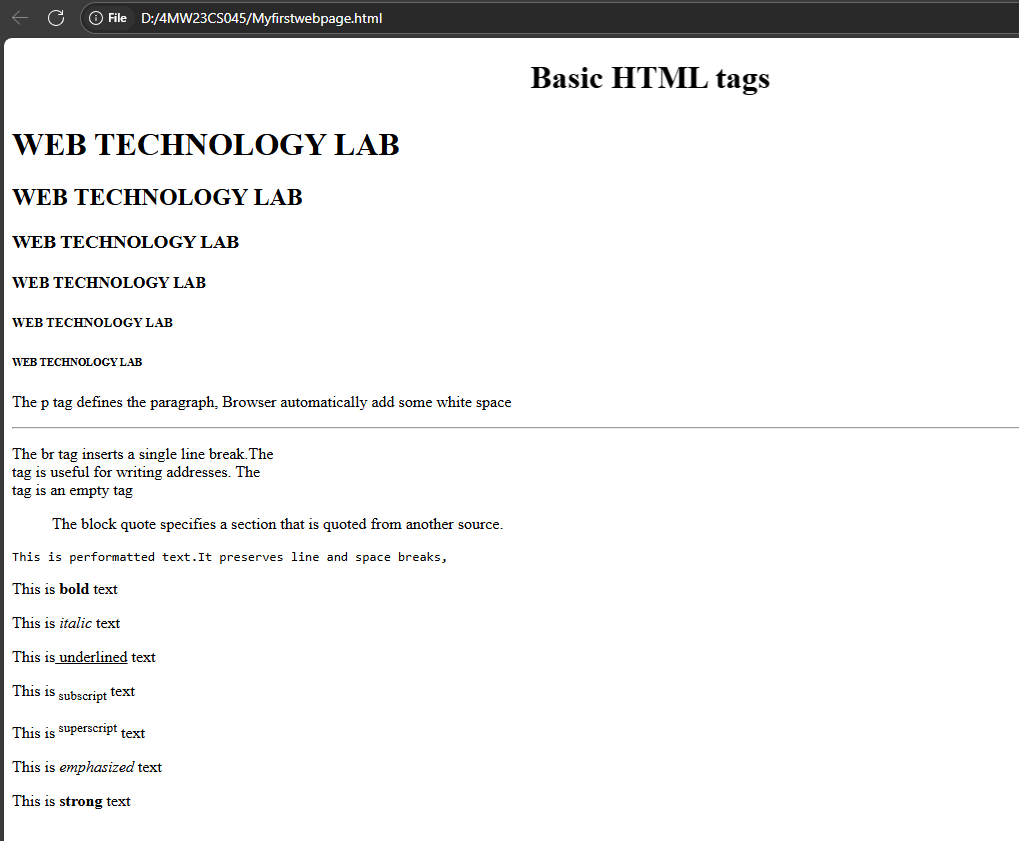 File D:/4MW23CS045/Myfirstwebpage.html
Basic HTML tags
WEB TECHNOLOGY LAB
WEB TECHNOLOGY LAB
WEB TECHNOLOGY LAB
WEB TECHNOLOGY LAB
WEB TECHNOLOGY LAB
WEB TECHNOLOGY LAB
The p tag defines the paragraph, Browser automatically add some white space
The br tag inserts a single line break.The
tag is useful for writing addresses. The
tag is an empty tag
The block quote specifies a section that is quoted from another source.
This is performatted text.It preserves line and space breaks,
This is bold text
This is italic text
This is underlined text
This is subscript text
This is superscript text
This is emphasized text
This is strong text